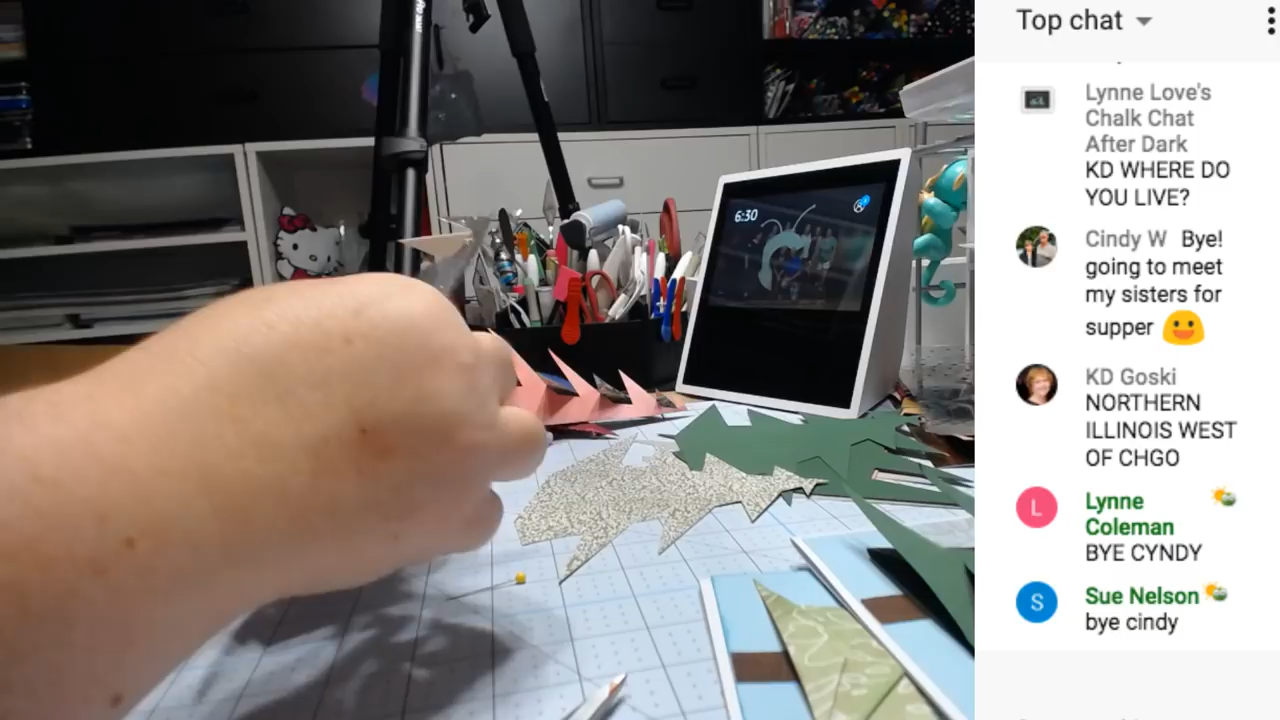 Top chat
Lynne Love's
Chalk Chat
After Dark
KD WHERE DO
YOU LIVE?
Cindy W Bye!
going to meet
my sisters for
supper
KD Goski
NORTHERN
ILLINOIS WEST
OF CHGO
Lynne
Coleman
BYE CYNDY
Sue Nelson
bye cindy
6:30
L
S